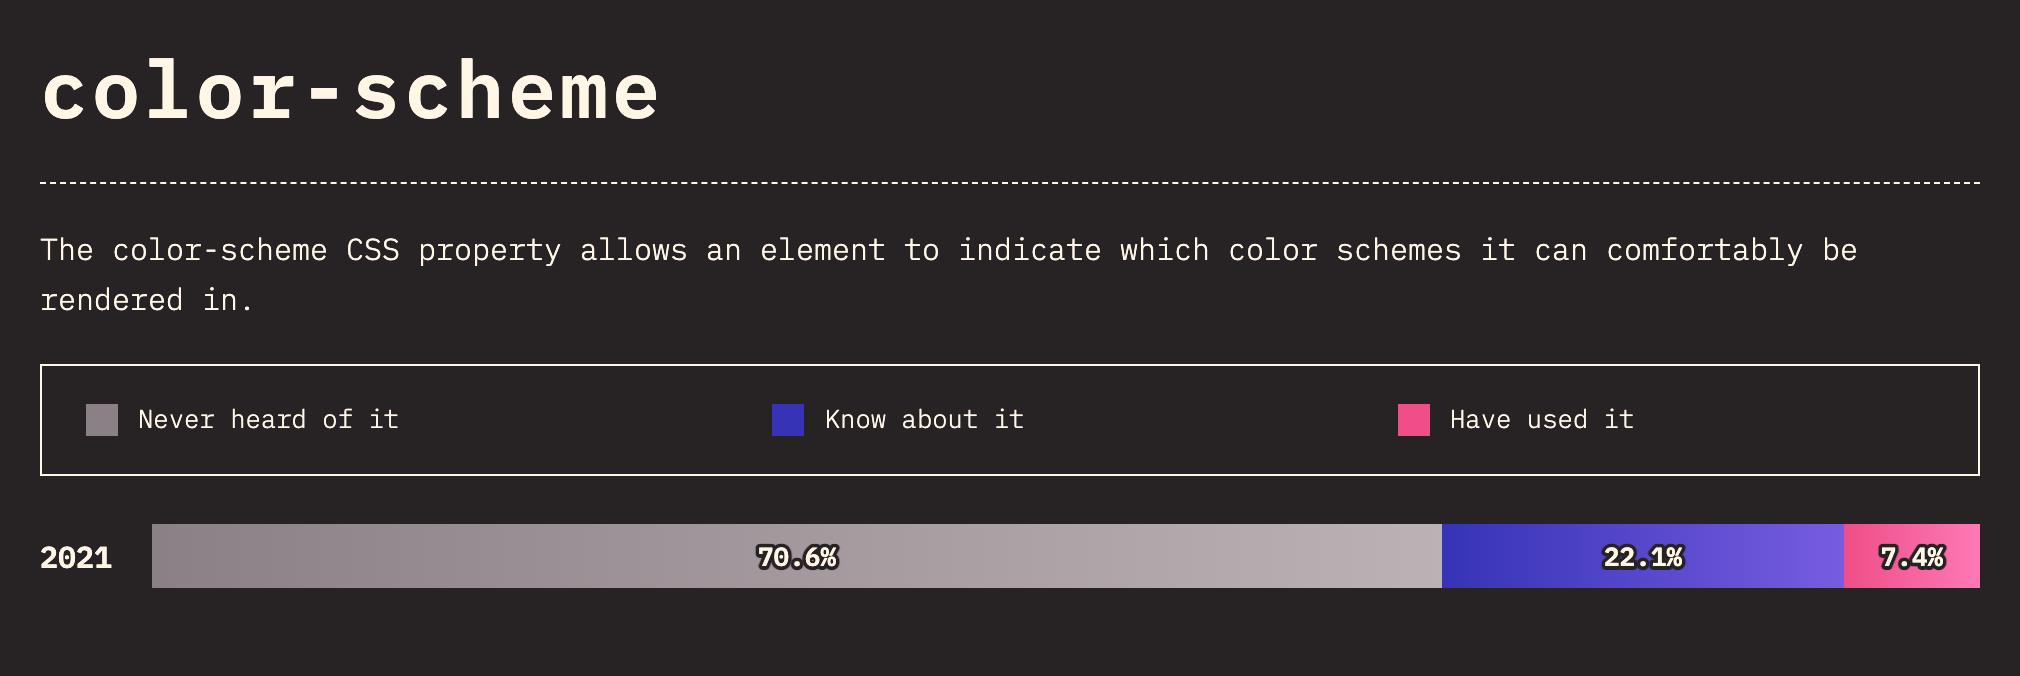 color-scheme
The color-scheme CSS property allows an element to indicate which color schemes it can comfortably be
rendered in.
Never heard of it Know about it Have used it
2021 70.6% 22.1% 7.4%